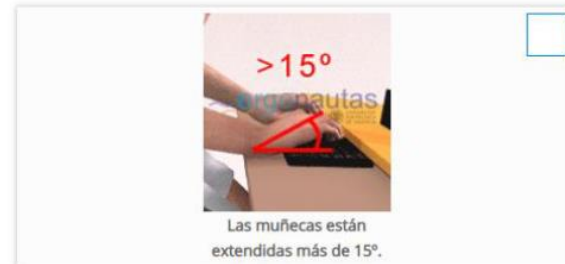 >15º
ergonautas
Las muñecas están
extendidas más de 15º.